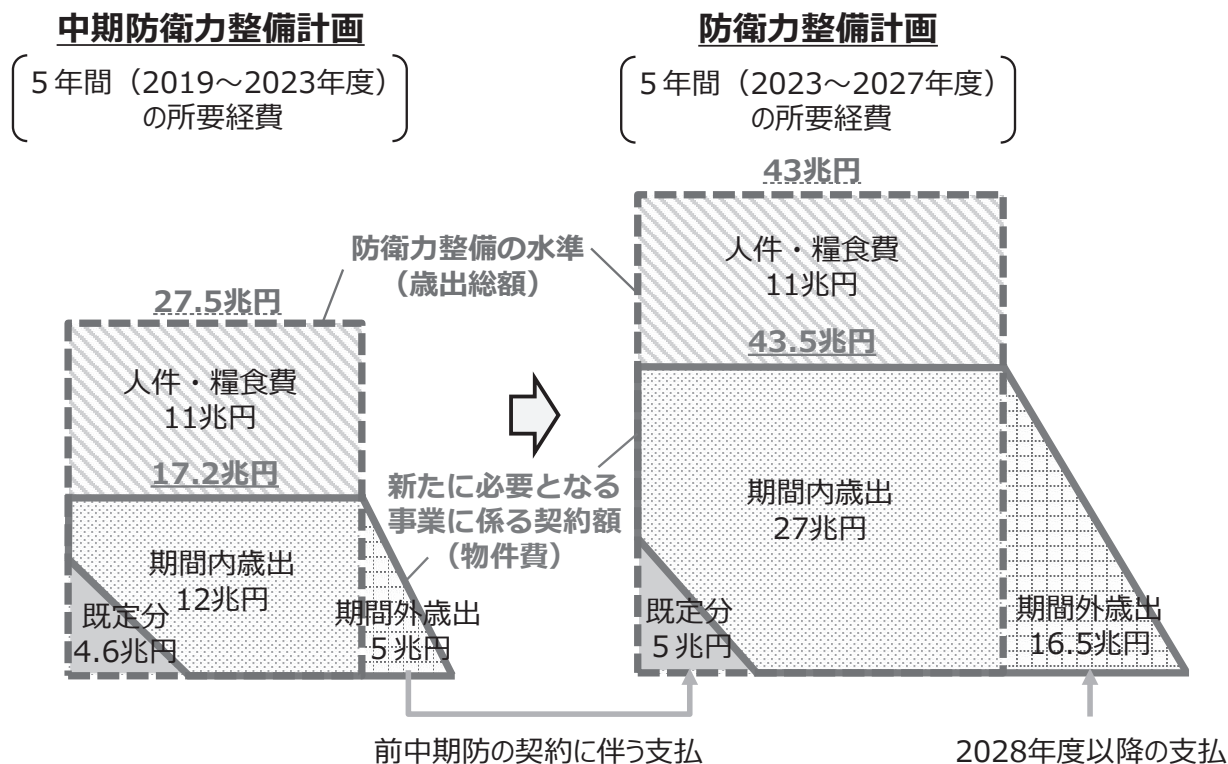 中期防衛力整備計画
5年間（2019～2023年度）
の所要経費
27.5兆円
人件・糧食費
11兆円
17.2兆円
期間内歳出
12兆円
既定分
4.6兆円
期間外歳出
5兆円
防衛力整備の水準
（歳出総額）
新たに必要となる
事業に係る契約額
（物件費）
防衛力整備計画
5年間（2023～2027年度）
の所要経費
43兆円
人件・糧食費
11兆円
43.5兆円
期間内歳出
27兆円
既定分
5兆円
期間外歳出
16.5兆円
前中期防の契約に伴う支払
2028年度以降の支払